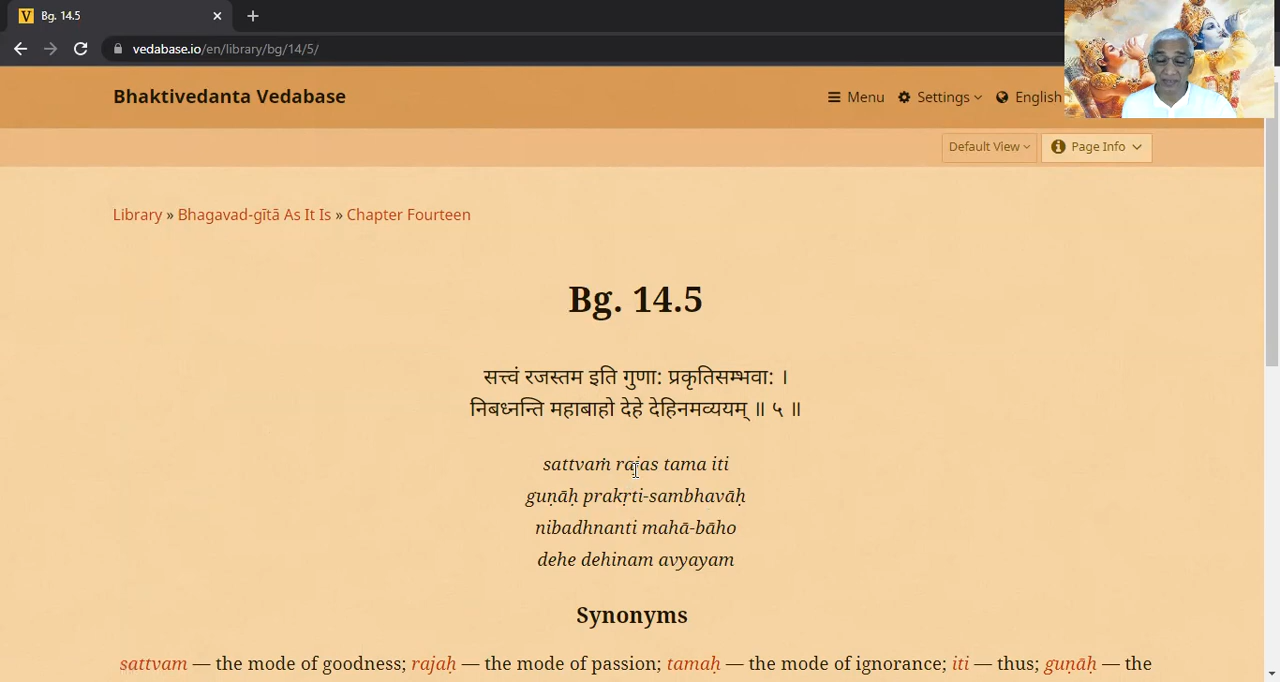 Bg. 14.5
vedabase.io/en/library/bg/14/5/
Bhaktivedanta Vedabase
Menu Settings English
Default View Page Info
Library » Bhagavad-gītā As It Is » Chapter Fourteen
Bg. 14.5
सत्त्वं रजस्तम इति गुणा: प्रकृतिसम्भवा: ।
निबध्नन्ति महाबाहो देहे देहिनमव्ययम् ॥ ५ ॥
sattvaṁ rajas tama iti
guṇāḥ prakṛti-sambhavāḥ
nibadhnanti mahā-bāho
dehe dehinam avyayam
Synonyms
sattvam — the mode of goodness; rajaḥ — the mode of passion; tamaḥ — the mode of ignorance; iti — thus; guṇāḥ — the